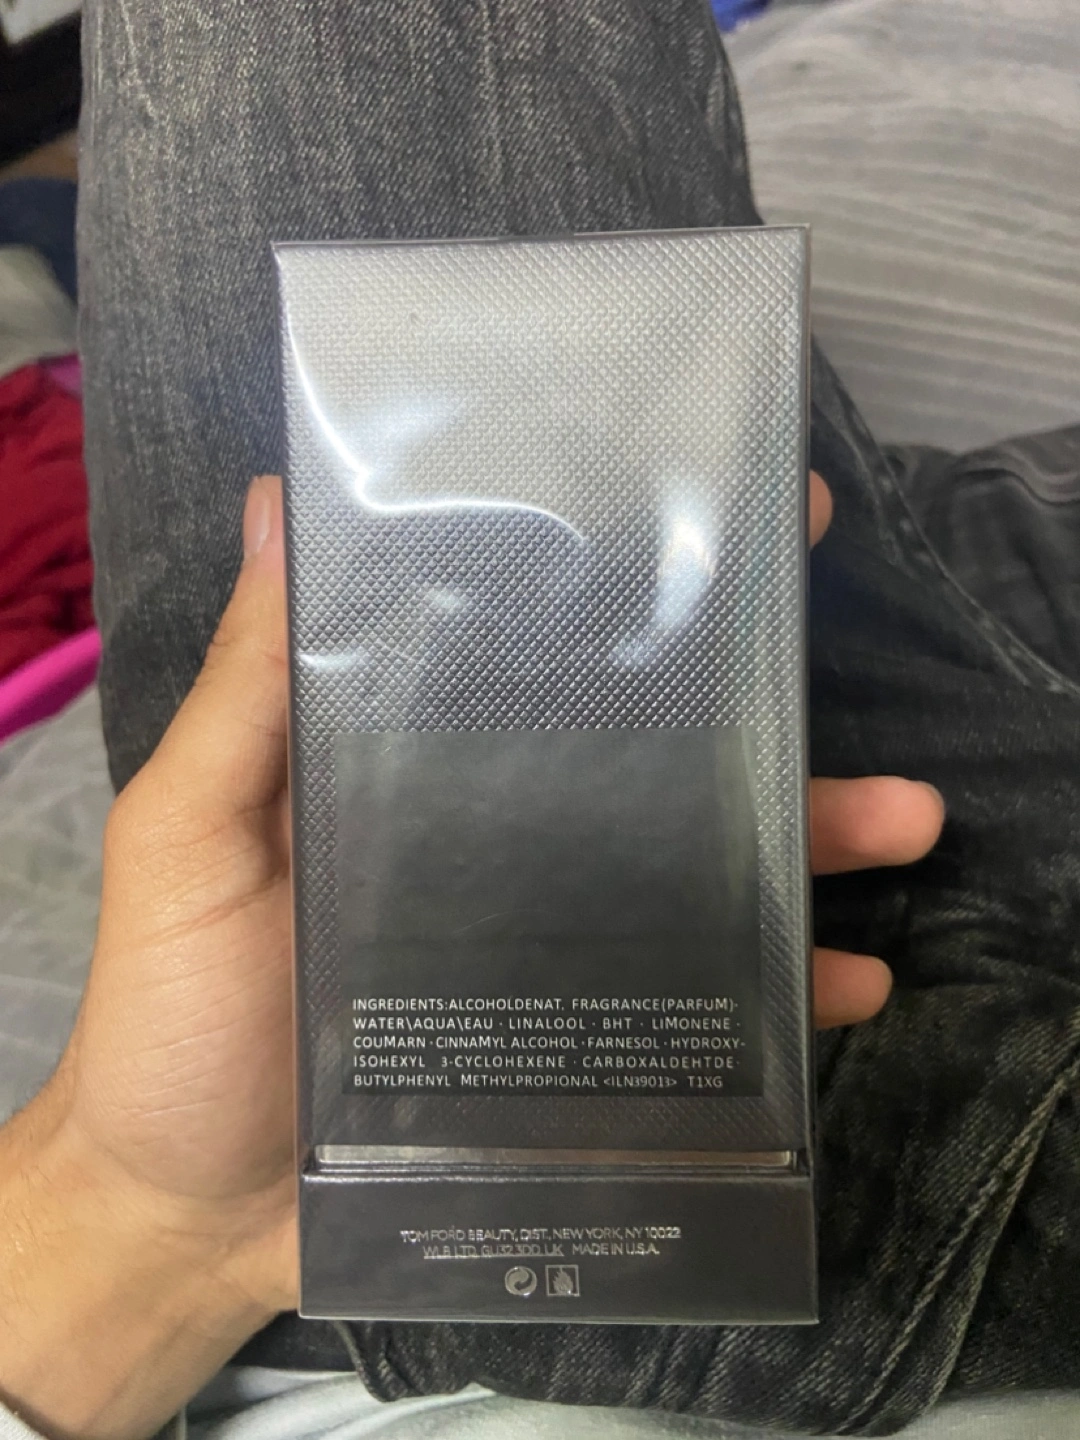 INGREDIENTS:ALCOHOLDENAT. FRAGRANCE(PARFUM)·
WATER\AQUA\EAU · LINALOOL · BHT · LIMONENE ·
COUMARN · CINNAMYL ALCOHOL · FARNESOL · HYDROXY-
ISOHEXYL 3-CYCLOHEXENE · CARBOXALDEHTDE·
BUTYLPHENYL METHYLPROPIONAL <ILN39013> T1XG
TOM FORD BEAUTY, DIST., NEW YORK, NY 10022
WLB LTD. GU32 3DD, UK MADE IN U.S.A.